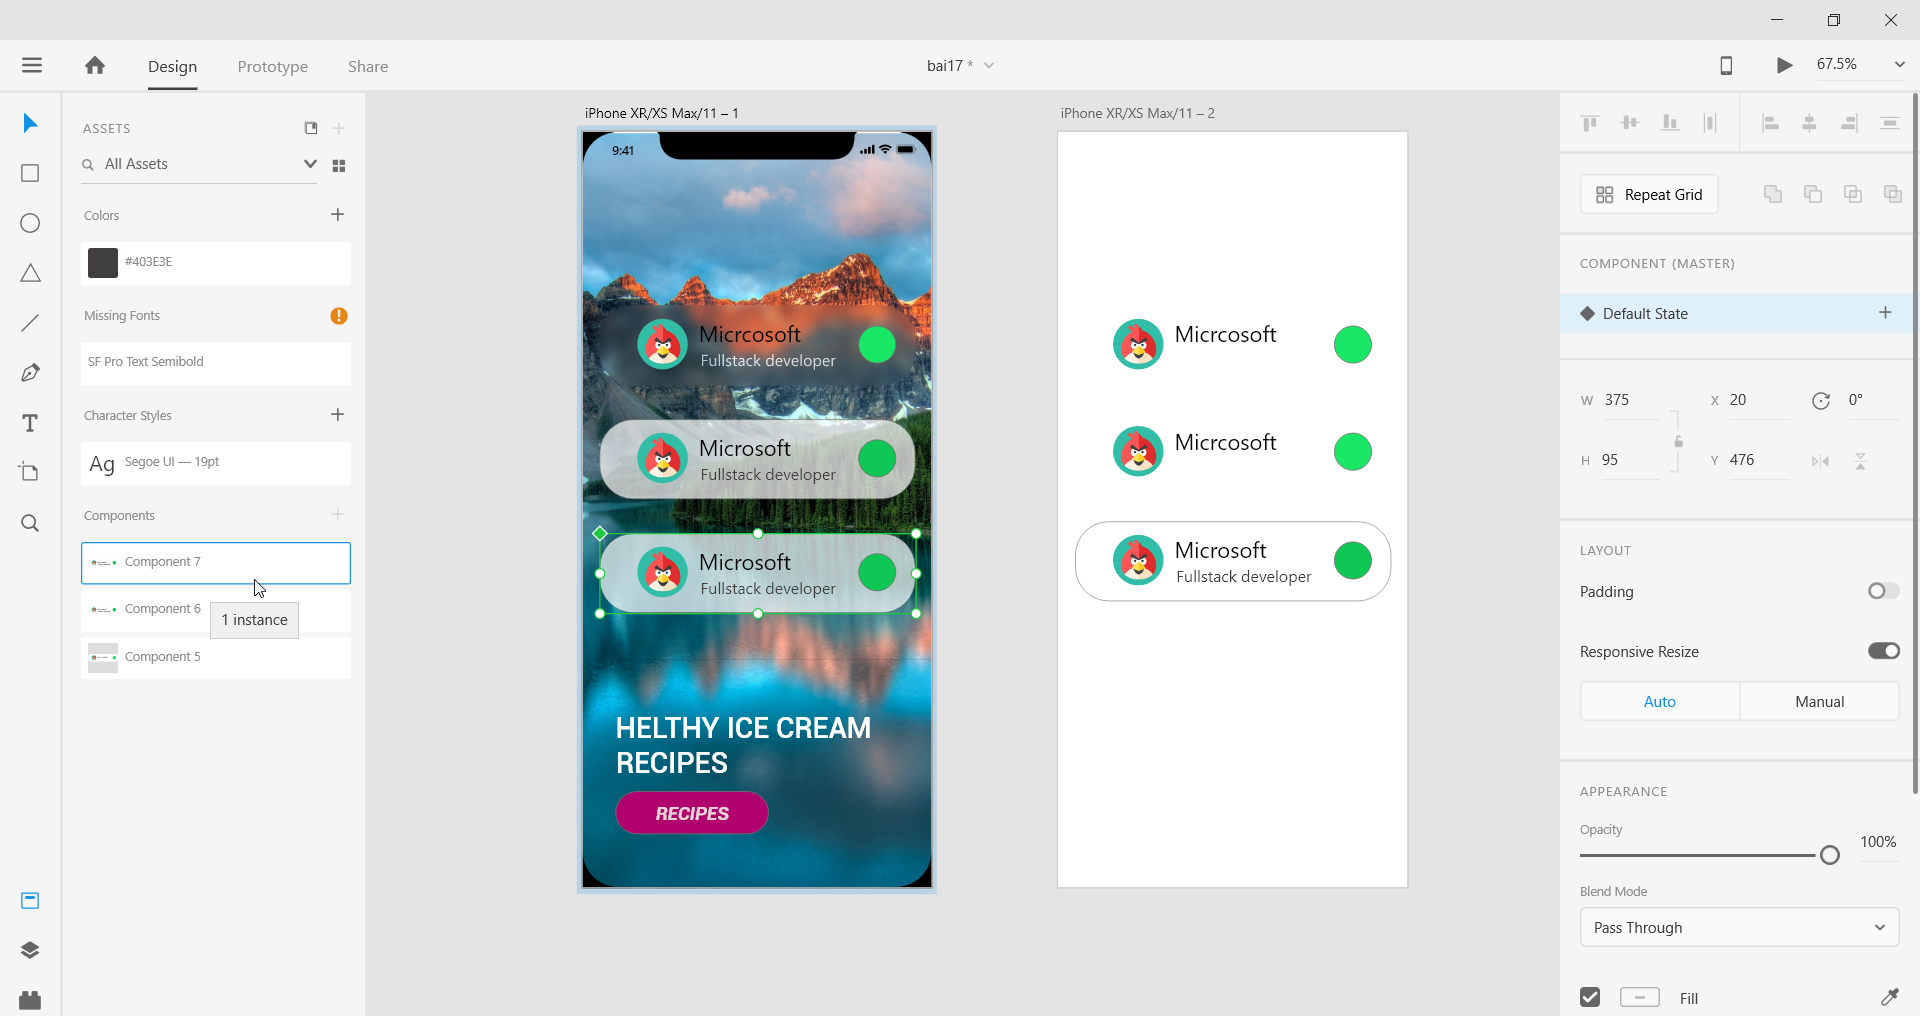 Design
Prototype
Share
bai17 *
67.5%
ASSETS
All Assets
Colors
#403E3E
Missing Fonts
SF Pro Text Semibold
Character Styles
Ag
Segoe UI — 19pt
Components
Component 7
Component 6
1 instance
Component 5
iPhone XR/XS Max/11 – 1
9:41
Micrcosoft
Fullstack developer
Microsoft
Fullstack developer
Microsoft
Fullstack developer
HELTHY ICE CREAM
RECIPES
RECIPES
iPhone XR/XS Max/11 – 2
Micrcosoft
Micrcosoft
Microsoft
Fullstack developer
Repeat Grid
COMPONENT (MASTER)
Default State
W 375
X 20
0°
H 95
Y 476
LAYOUT
Padding
Responsive Resize
Auto
Manual
APPEARANCE
Opacity
100%
Blend Mode
Pass Through
Fill